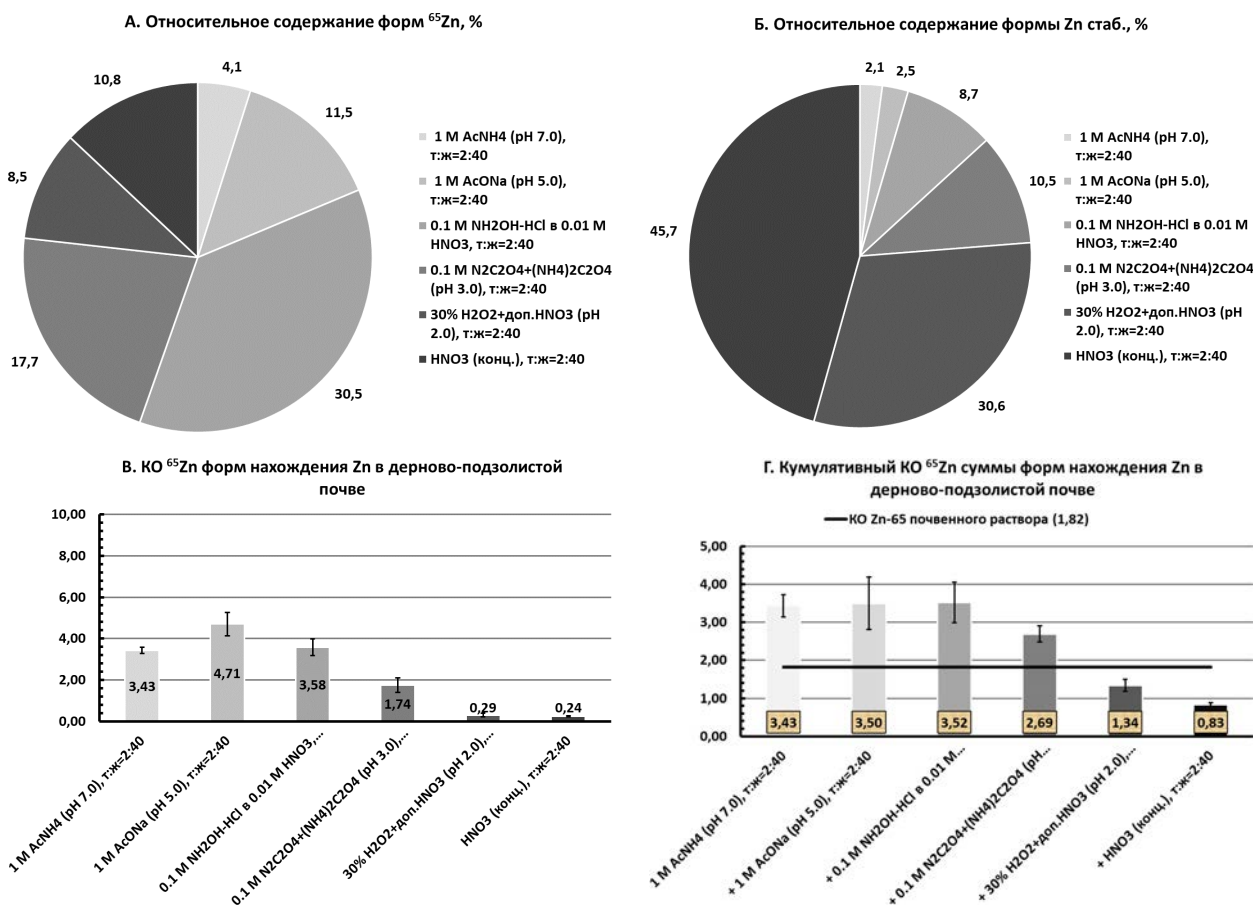 А. Относительное содержание форм ⁶⁵Zn, %
4,1
11,5
30,5
17,7
8,5
10,8
1 М AcNH4 (pH 7.0),
т:ж=2:40
1 М AcONa (pH 5.0),
т:ж=2:40
0.1 М NH2OH-HCl в 0.01 М
HNO3, т:ж=2:40
0.1 М N2C2O4+(NH4)2C2O4
(pH 3.0), т:ж=2:40
30% H2O2+доп.HNO3 (pH
2.0), т:ж=2:40
HNO3 (конц.), т:ж=2:40
Б. Относительное содержание формы Zn стаб., %
2,1
2,5
8,7
10,5
30,6
45,7
1 М AcNH4 (pH 7.0),
т:ж=2:40
1 М AcONa (pH 5.0),
т:ж=2:40
0.1 М NH2OH-HCl в 0.01 М
HNO3, т:ж=2:40
0.1 М N2C2O4+(NH4)2C2O4
(pH 3.0), т:ж=2:40
30% H2O2+доп.HNO3 (pH
2.0), т:ж=2:40
HNO3 (конц.), т:ж=2:40
В. КО ⁶⁵Zn форм нахождения Zn в дерново-подзолистой
почве
10,00
8,00
6,00
4,00
2,00
0,00
3,43
4,71
3,58
1,74
0,29
0,24
1 М AcNH4 (pH 7.0), т:ж=2:40
1 М AcONa (pH 5.0), т:ж=2:40
0.1 М NH2OH-HCl в 0.01 М HNO3,…
0.1 М N2C2O4+(NH4)2C2O4 (pH 3.0),…
30% H2O2+доп.HNO3 (pH 2.0),…
HNO3 (конц.), т:ж=2:40
Г. Кумулятивный КО ⁶⁵Zn суммы форм нахождения Zn в
дерново-подзолистой почве
КО Zn-65 почвенного раствора (1,82)
5,00
4,00
3,00
2,00
1,00
0,00
3,43
3,50
3,52
2,69
1,34
0,83
1 М AcNH4 (pH 7.0), т:ж=2:40
+ 1 М AcONa (pH 5.0), т:ж=2:40
+ 0.1 М NH2OH-HCl в 0.01 М…
+ 0.1 М N2C2O4+(NH4)2C2O4 (pH…
+ 30% H2O2+доп.HNO3 (pH 2.0),…
+ HNO3 (конц.), т:ж=2:40